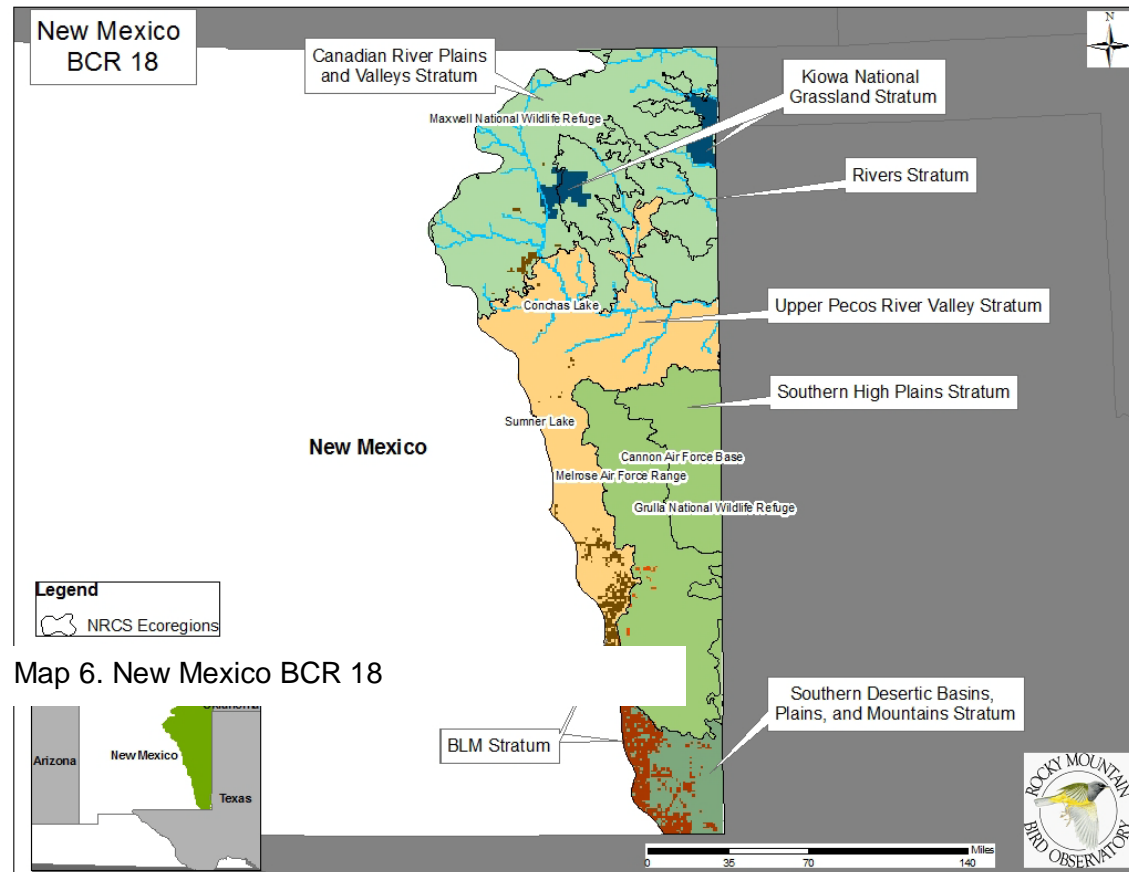 New Mexico
BCR 18
N
Canadian River Plains
and Valleys Stratum
Kiowa National
Grassland Stratum
Maxwell National Wildlife Refuge
Rivers Stratum
Conchas Lake
Upper Pecos River Valley Stratum
Southern High Plains Stratum
Sumner Lake
New Mexico
Cannon Air Force Base
Melrose Air Force Range
Grulla National Wildlife Refuge
Legend
NRCS Ecoregions
Map 6. New Mexico BCR 18
Southern Desertic Basins,
Plains, and Mountains Stratum
BLM Stratum
Oklahoma
New Mexico
Arizona
Texas
Miles
0 35 70 140
ROCKY MOUNTAIN
BIRD OBSERVATORY